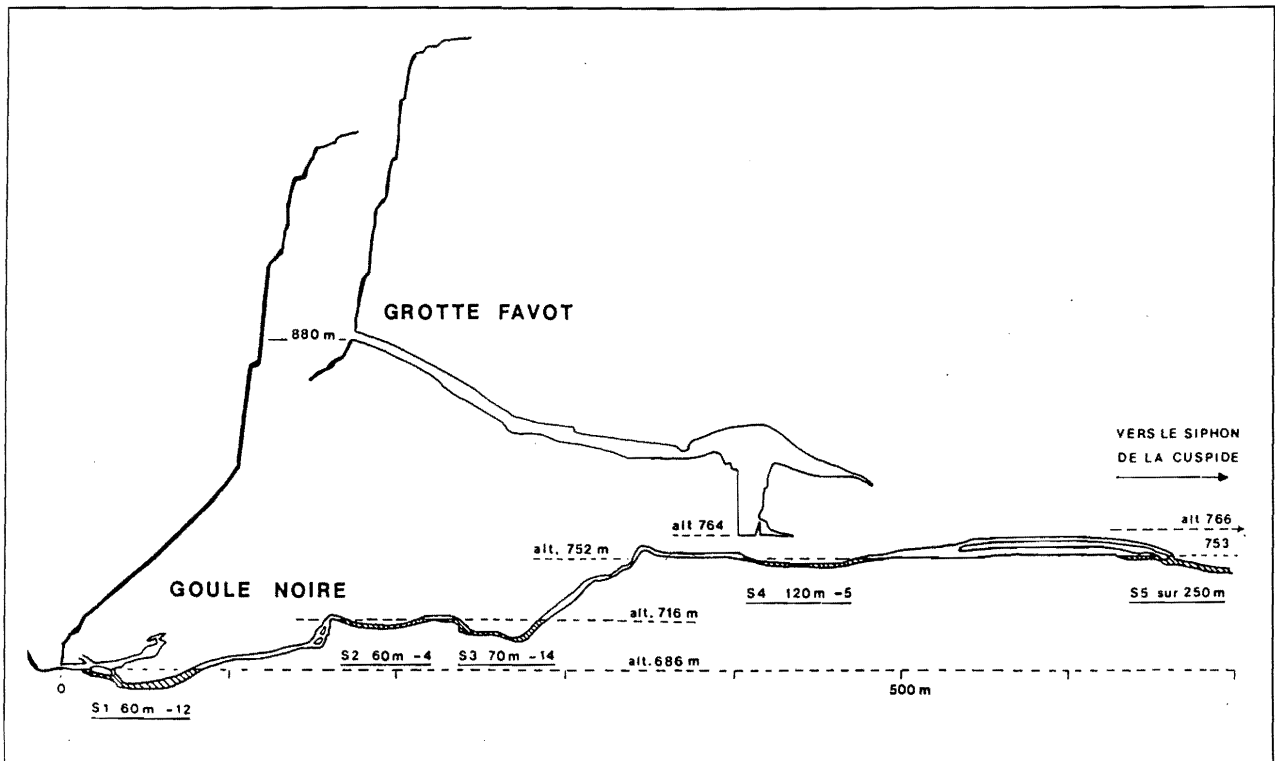 GROTTE FAVOT
880 m
VERS LE SIPHON
DE LA CUSPIDE
alt 764
alt 766
alt. 752 m
753
GOULE NOIRE
S4 120m -5
S5 sur 250m
alt. 716 m
S2 60m -4
S3 70m -14
alt. 686 m
0
500 m
S1 60m -12